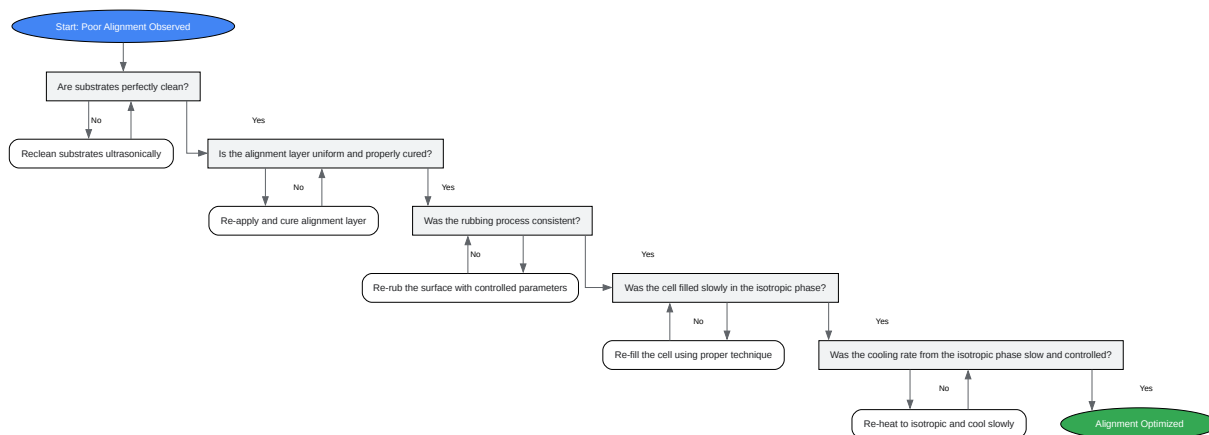 Start: Poor Alignment Observed
Are substrates perfectly clean?
No
Yes
Reclean substrates ultrasonically
Is the alignment layer uniform and properly cured?
No
Yes
Re-apply and cure alignment layer
Was the rubbing process consistent?
No
Yes
Re-rub the surface with controlled parameters
Was the cell filled slowly in the isotropic phase?
No
Yes
Re-fill the cell using proper technique
Was the cooling rate from the isotropic phase slow and controlled?
No
Yes
Re-heat to isotropic and cool slowly
Alignment Optimized